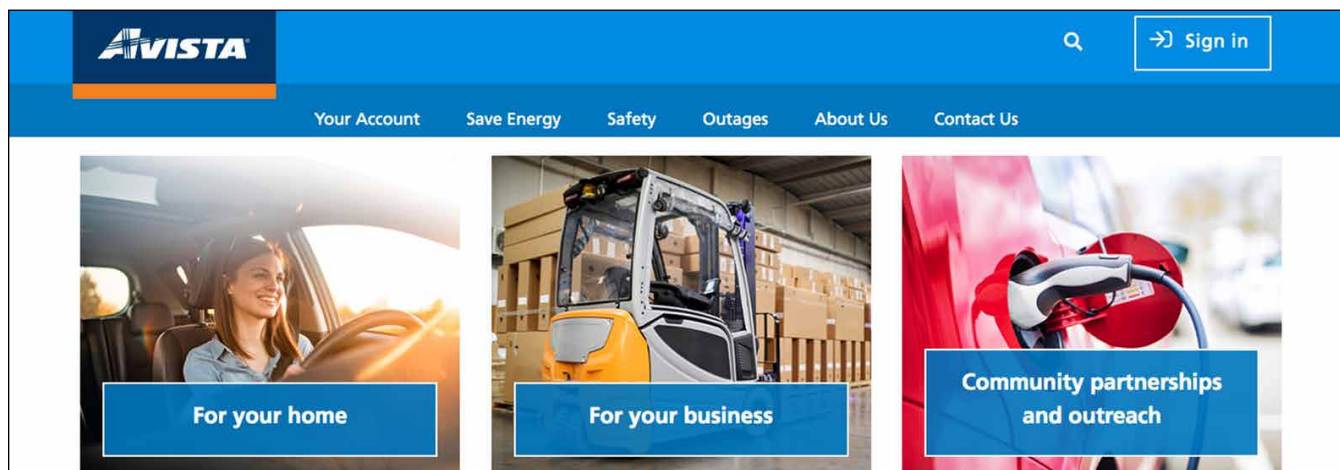 AVISTA
Sign in
Your Account Save Energy Safety Outages About Us Contact Us
For your home
For your business
Community partnerships
and outreach